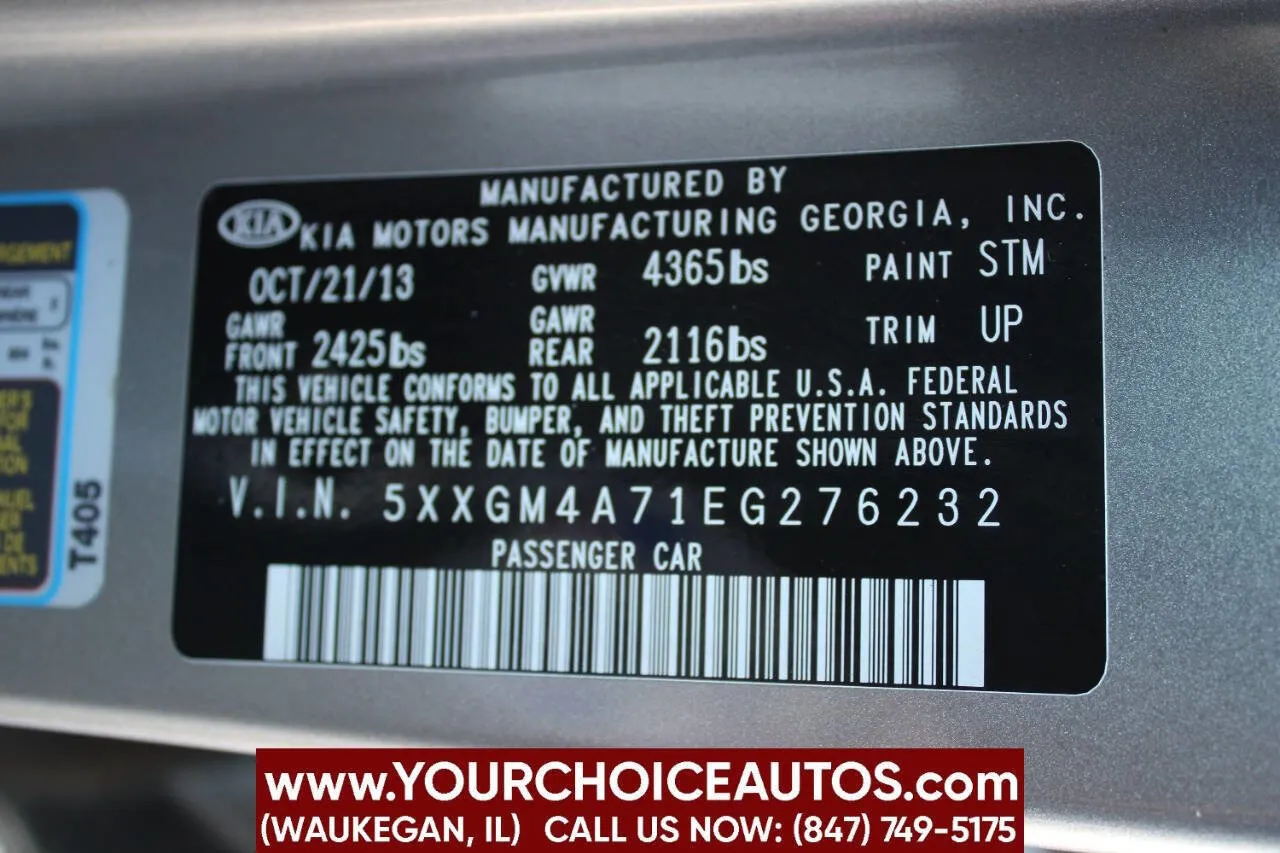 MANUFACTURED BY
KIA KIA MOTORS MANUFACTURING GEORGIA, INC.
OCT/21/13 GVWR 4365lbs PAINT STM
GAWR FRONT 2425lbs GAWR REAR 2116lbs TRIM UP
THIS VEHICLE CONFORMS TO ALL APPLICABLE U.S.A. FEDERAL
MOTOR VEHICLE SAFETY, BUMPER, AND THEFT PREVENTION STANDARDS
IN EFFECT ON THE DATE OF MANUFACTURE SHOWN ABOVE.
V.I.N. 5XXGM4A71EG276232
PASSENGER CAR
T405
www.YOURCHOICEAUTOS.com
(WAUKEGAN, IL) CALL US NOW: (847) 749-5175